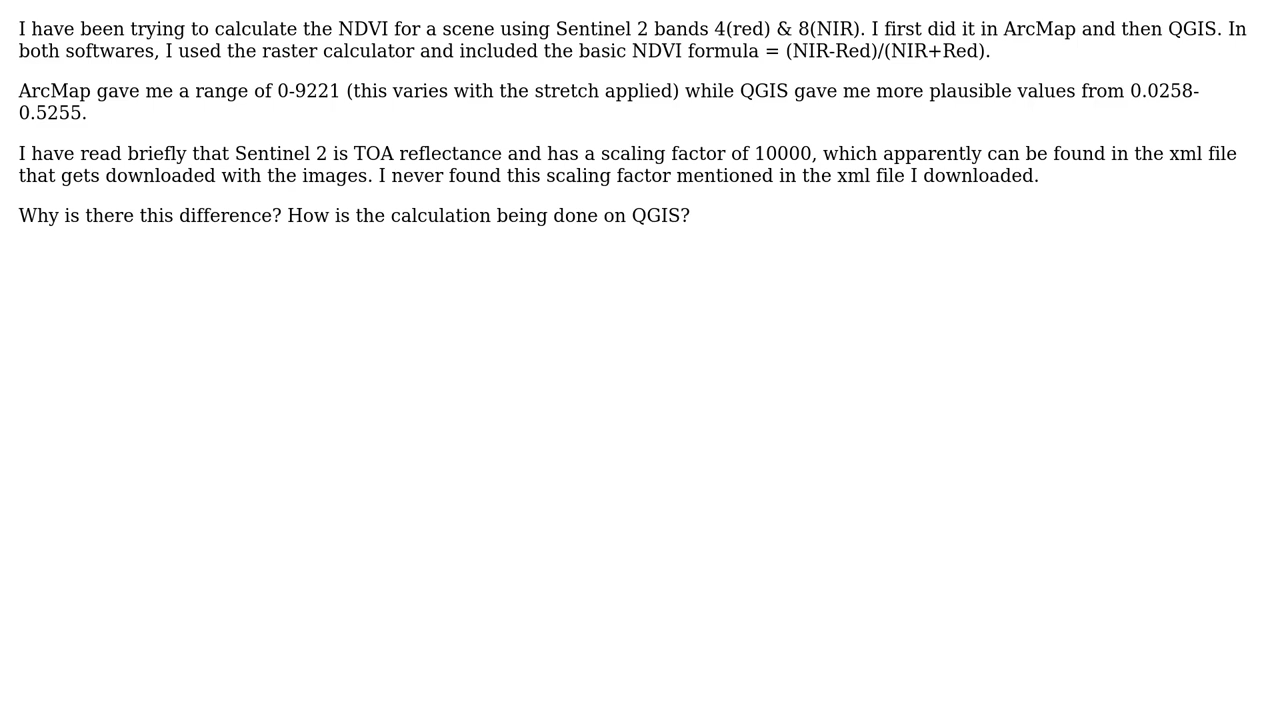 I have been trying to calculate the NDVI for a scene using Sentinel 2 bands 4(red) & 8(NIR). I first did it in ArcMap and then QGIS. In
both softwares, I used the raster calculator and included the basic NDVI formula = (NIR-Red)/(NIR+Red).
ArcMap gave me a range of 0-9221 (this varies with the stretch applied) while QGIS gave me more plausible values from 0.0258-
0.5255.
I have read briefly that Sentinel 2 is TOA reflectance and has a scaling factor of 10000, which apparently can be found in the xml file
that gets downloaded with the images. I never found this scaling factor mentioned in the xml file I downloaded.
Why is there this difference? How is the calculation being done on QGIS?